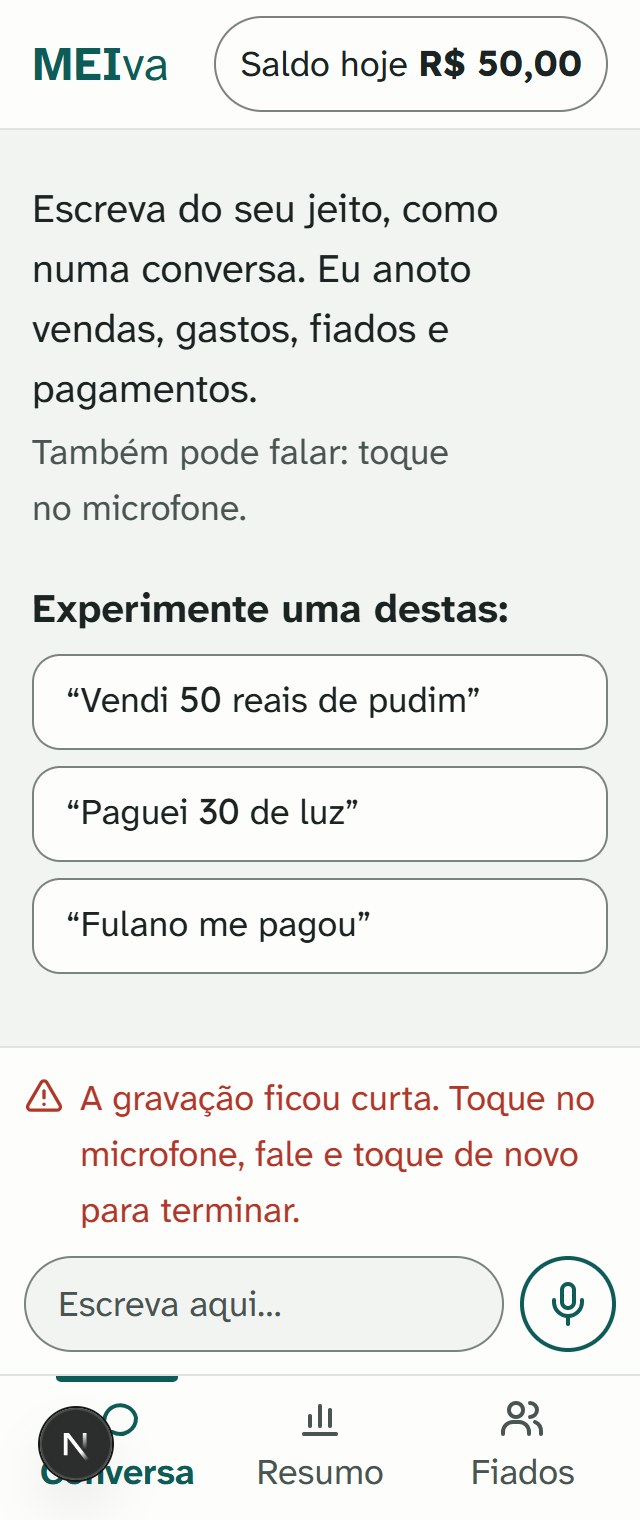 MEIva
Saldo hoje R$ 50,00
Escreva do seu jeito, como
numa conversa. Eu anoto
vendas, gastos, fiados e
pagamentos.
Também pode falar: toque
no microfone.
Experimente uma destas:
“Vendi 50 reais de pudim”
“Paguei 30 de luz”
“Fulano me pagou”
A gravação ficou curta. Toque no
microfone, fale e toque de novo
para terminar.
Escreva aqui...
N
Conversa
Resumo
Fiados